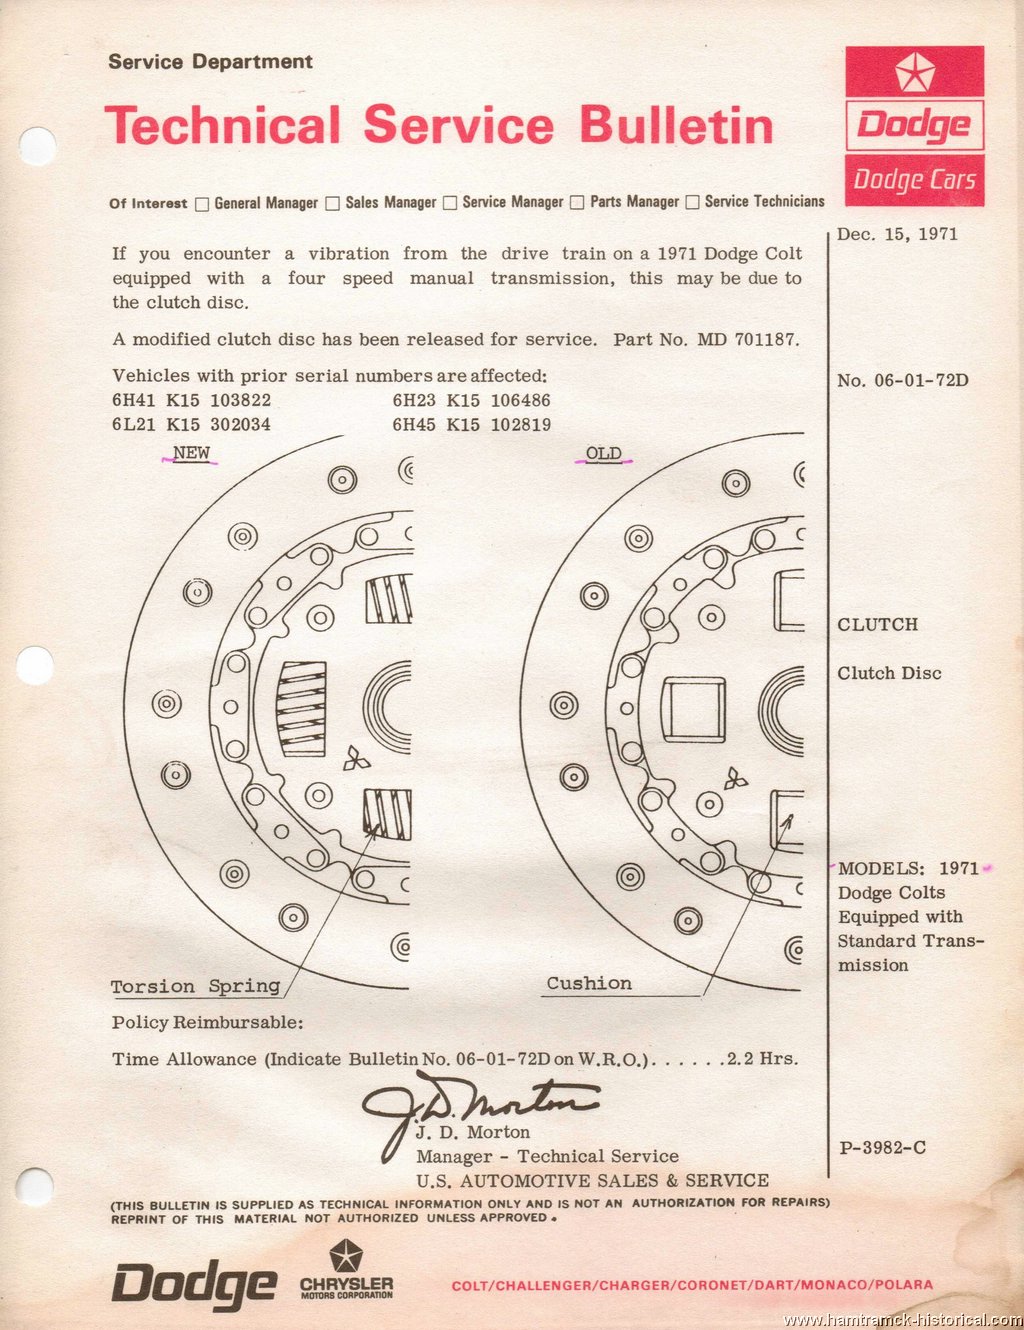 Service Department
Technical Service Bulletin
Dodge
Dodge Cars
Of Interest General Manager Sales Manager Service Manager Parts Manager Service Technicians
Dec. 15, 1971
If you encounter a vibration from the drive train on a 1971 Dodge Colt
equipped with a four speed manual transmission, this may be due to
the clutch disc.
A modified clutch disc has been released for service. Part No. MD 701187.
Vehicles with prior serial numbers are affected:
No. 06-01-72D
6H41 K15 103822 6H23 K15 106486
6L21 K15 302034 6H45 K15 102819
NEW OLD
CLUTCH
Clutch Disc
MODELS: 1971
Dodge Colts
Equipped with
Standard Trans-
mission
Torsion Spring Cushion
Policy Reimbursable:
Time Allowance (Indicate Bulletin No. 06-01-72D on W.R.O.). . . . . .2.2 Hrs.
J.D. Morton
J. D. Morton
Manager - Technical Service
U.S. AUTOMOTIVE SALES & SERVICE
P-3982-C
(THIS BULLETIN IS SUPPLIED AS TECHNICAL INFORMATION ONLY AND IS NOT AN AUTHORIZATION FOR REPAIRS)
REPRINT OF THIS MATERIAL NOT AUTHORIZED UNLESS APPROVED.
Dodge
CHRYSLER
MOTORS CORPORATION
COLT/CHALLENGER/CHARGER/CORONET/DART/MONACO/POLARA
www.hamtramck-historical.com